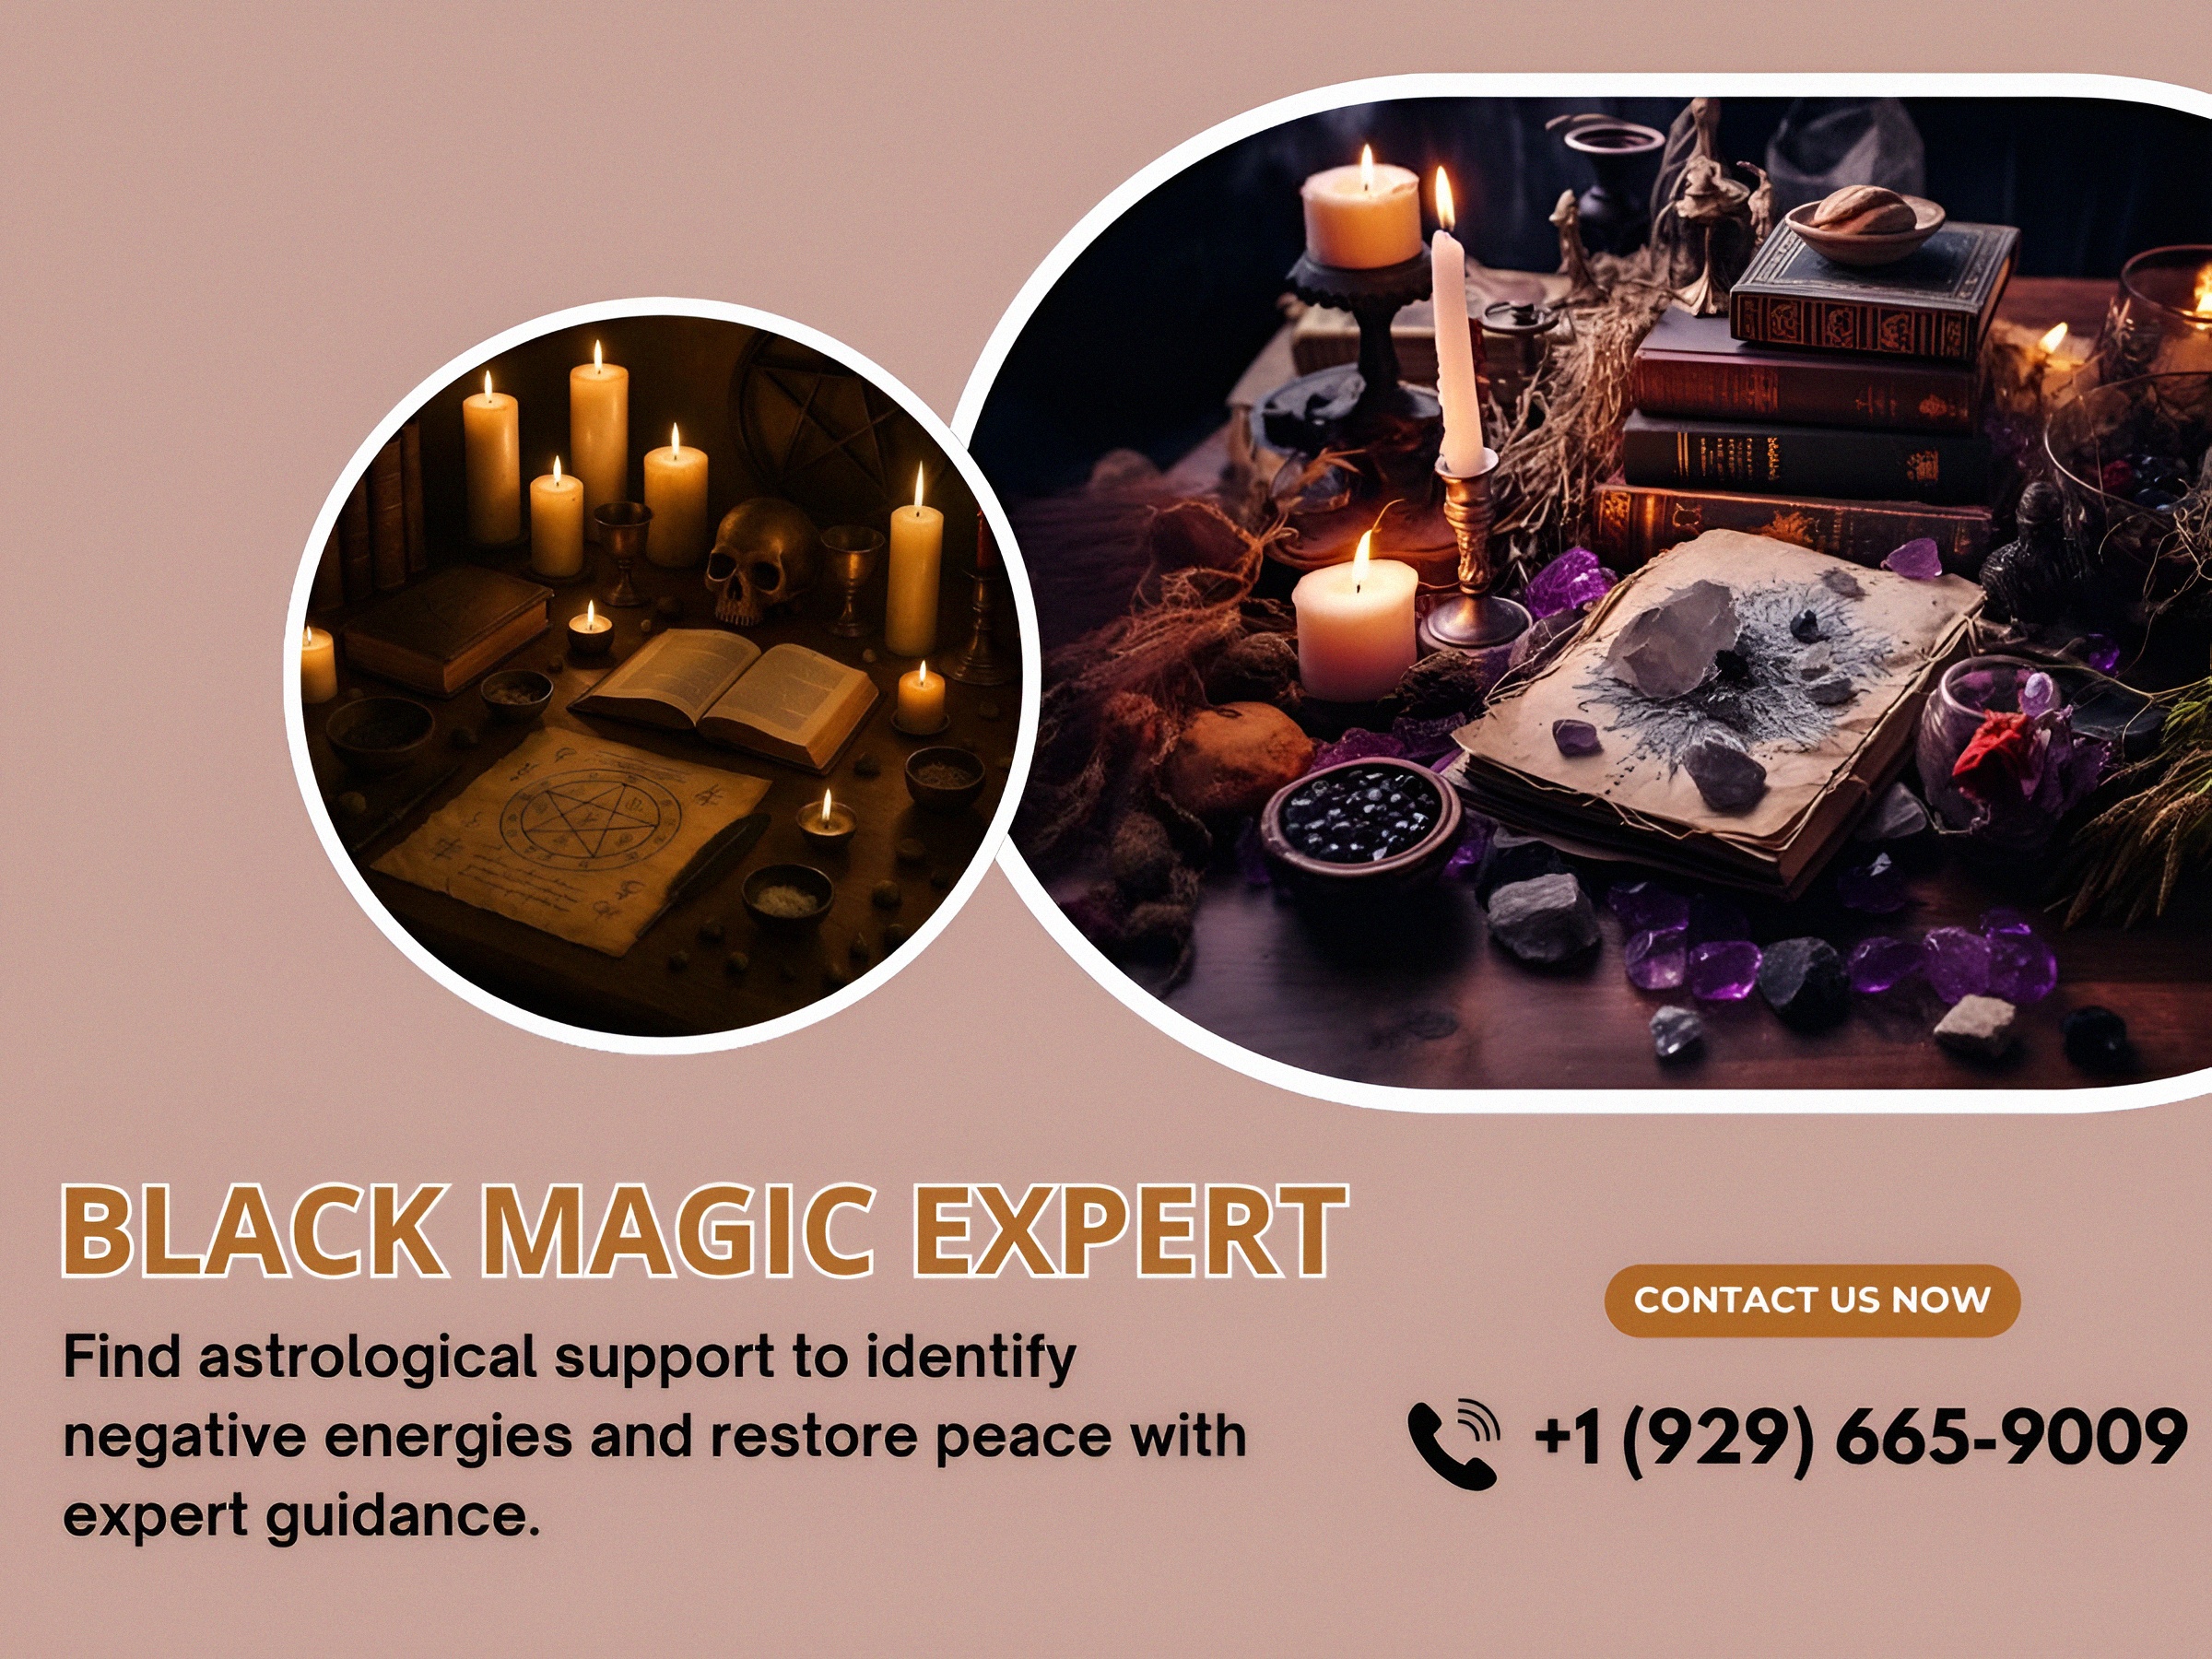 BLACK MAGIC EXPERT
Find astrological support to identify
negative energies and restore peace with
expert guidance.
CONTACT US NOW
+1 (929) 665-9009